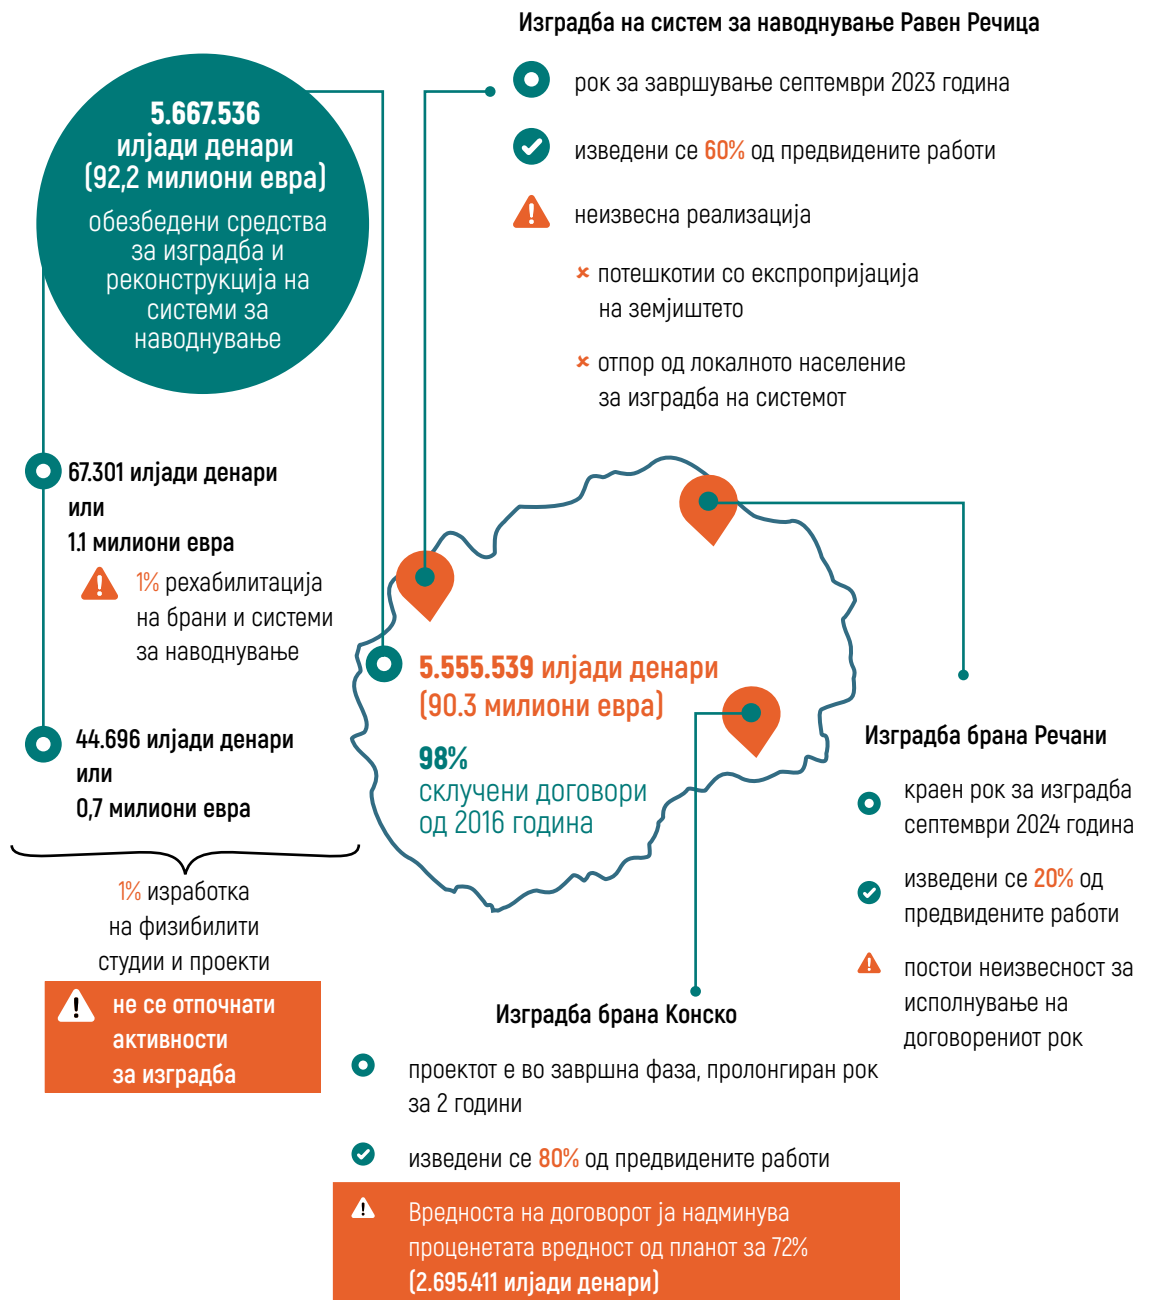 Изградба на систем за наводнување Равен Речица
рок за завршување септември 2023 година
изведени се 60% од предвидените работи
неизвесна реализација
потешкотии со експропријација
на земјиштето
отпор од локалното население
за изградба на системот
5.667.536
илјади денари
(92,2 милиони евра)
обезбедени средства
за изградба и
реконструкција на
системи за
наводнување
67.301 илјади денари
или
1.1 милиони евра
1% рехабилитација
на брани и системи
за наводнување
44.696 илјади денари
или
0,7 милиони евра
1% изработка
на физибилити
студии и проекти
не се отпочнати
активности
за изградба
5.555.539 илјади денари
(90.3 милиони евра)
98%
склучени договори
од 2016 година
Изградба брана Речани
краен рок за изградба
септември 2024 година
изведени се 20% од
предвидените работи
постои неизвесност за
исполнување на
договорениот рок
Изградба брана Конско
проектот е во завршна фаза, пролонгиран рок
за 2 години
изведени се 80% од предвидените работи
Вредноста на договорот ја надминува
проценетата вредност од планот за 72%
(2.695.411 илјади денари)